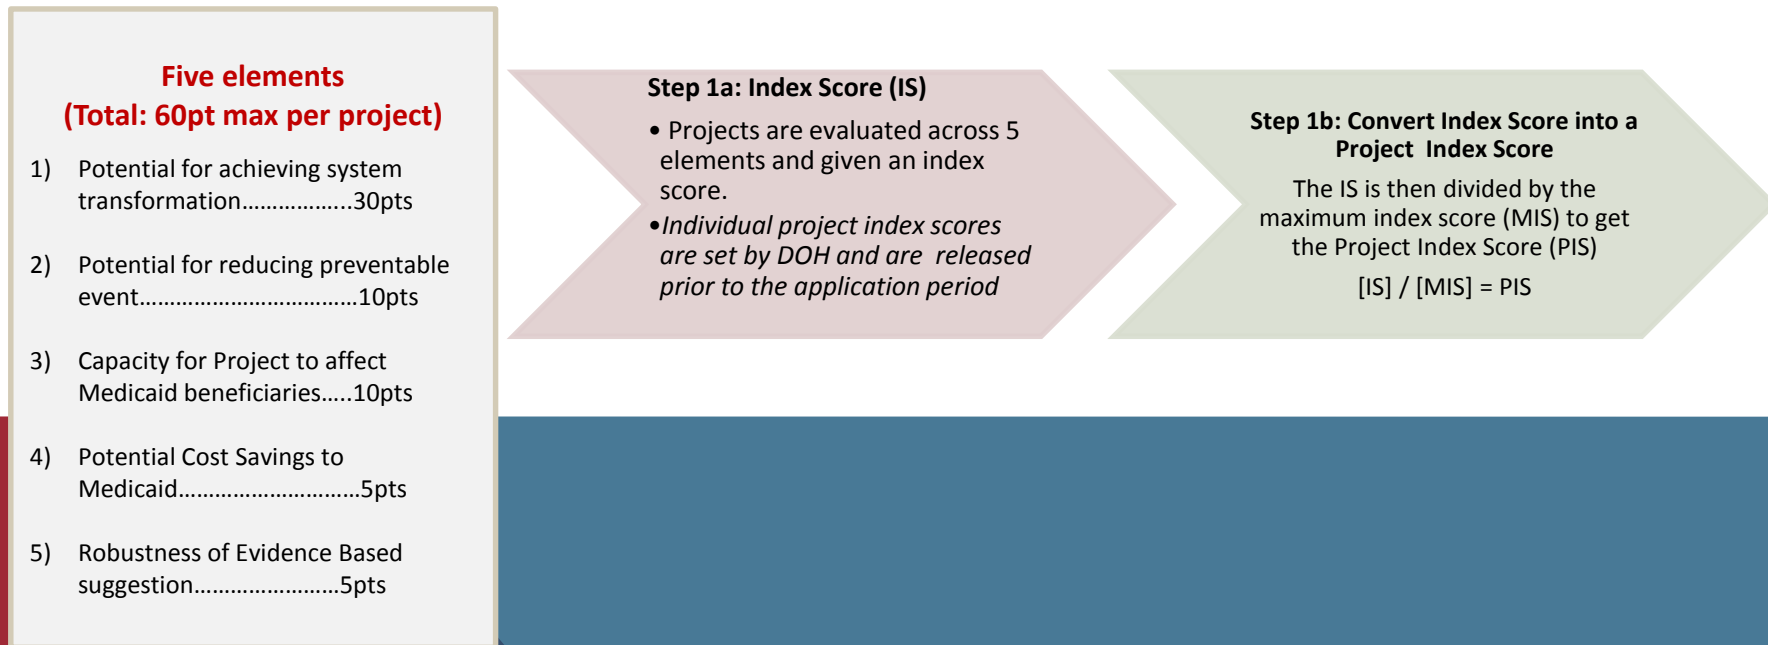 Five elements
(Total: 60pt max per project)
1) Potential for achieving system
transformation……………..30pts
2) Potential for reducing preventable
event………………………………10pts
3) Capacity for Project to affect
Medicaid beneficiaries…..10pts
4) Potential Cost Savings to
Medicaid…………………………5pts
5) Robustness of Evidence Based
suggestion……………………5pts
Step 1a: Index Score (IS)
• Projects are evaluated across 5
elements and given an index
score.
•Individual project index scores
are set by DOH and are released
prior to the application period
Step 1b: Convert Index Score into a
Project Index Score
The IS is then divided by the
maximum index score (MIS) to get
the Project Index Score (PIS)
[IS] / [MIS] = PIS